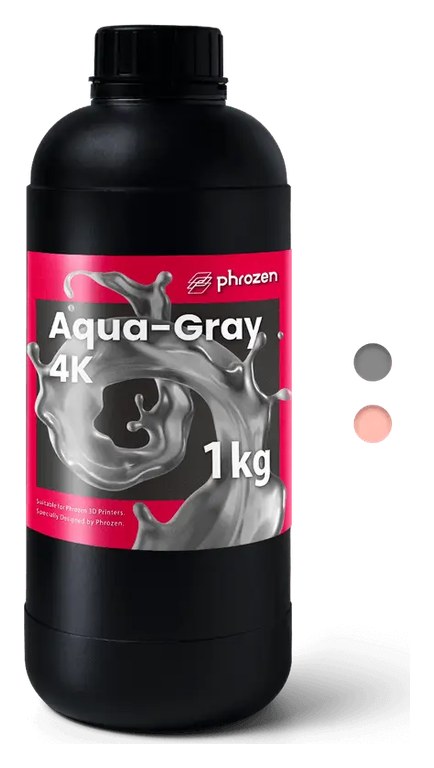 phrozen
Aqua-Gray
4K
1kg
Suitable for Phrozen 3D Printers.
Specially Designed by Phrozen.